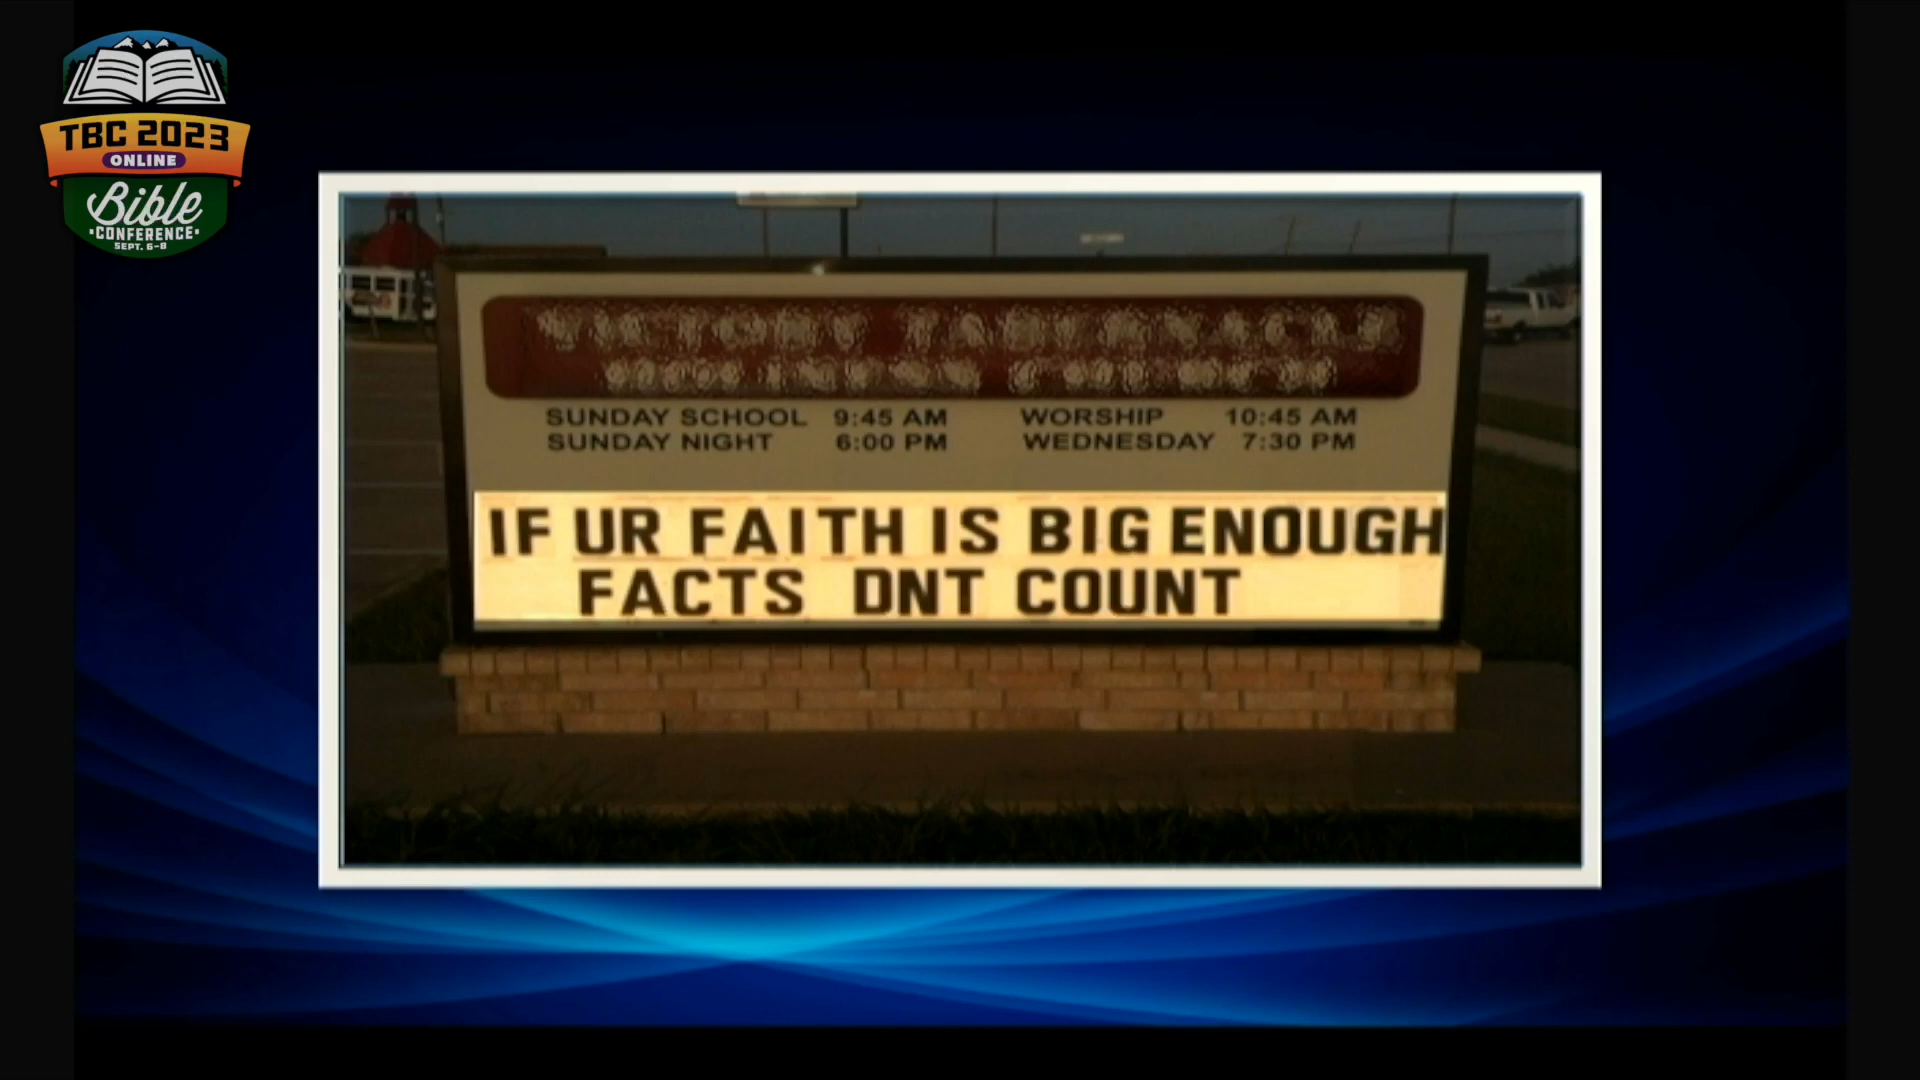 TBC 2023
ONLINE
Bible
CONFERENCE
SEPT. 6-8
SUNDAY SCHOOL 9:45 AM WORSHIP 10:45 AM
SUNDAY NIGHT 6:00 PM WEDNESDAY 7:30 PM
IF UR FAITH IS BIG ENOUGH
FACTS DNT COUNT